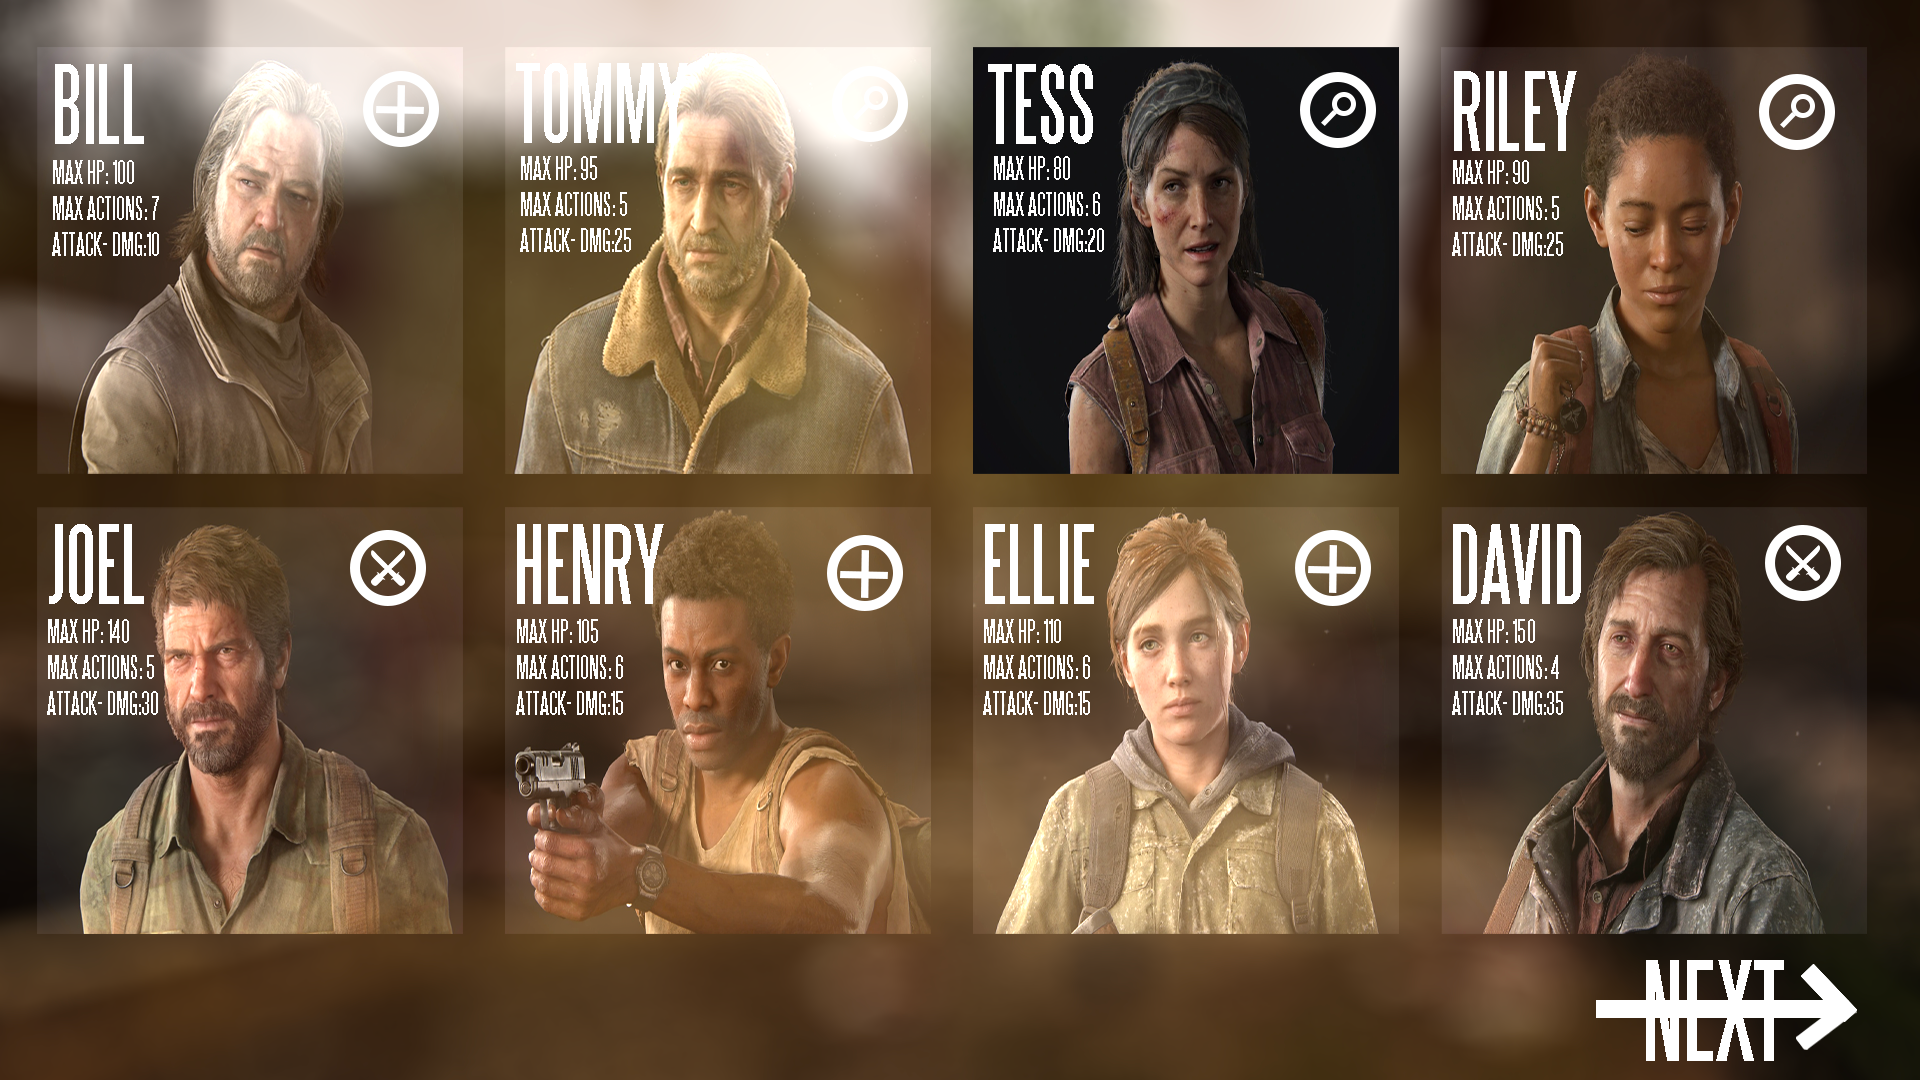 BILL
MAX HP: 100
MAX ACTIONS: 7
ATTACK- DMG:10
TOMMY
MAX HP: 95
MAX ACTIONS: 5
ATTACK- DMG:25
TESS
MAX HP: 80
MAX ACTIONS: 6
ATTACK- DMG:20
RILEY
MAX HP: 90
MAX ACTIONS: 5
ATTACK- DMG:25
JOEL
MAX HP: 140
MAX ACTIONS: 5
ATTACK- DMG:30
HENRY
MAX HP: 105
MAX ACTIONS: 6
ATTACK- DMG:15
ELLIE
MAX HP: 110
MAX ACTIONS: 6
ATTACK- DMG:15
DAVID
MAX HP: 150
MAX ACTIONS: 4
ATTACK- DMG:35
NEXT